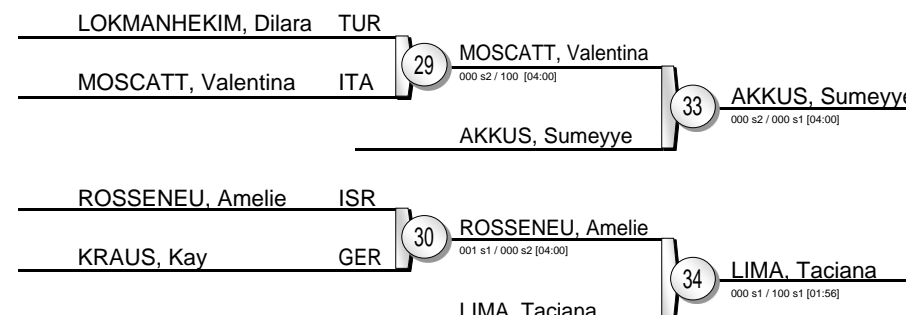 LOKMANHEKIM, Dilara TUR
MOSCATT, Valentina ITA
29
MOSCATT, Valentina
000 s2 / 100 [04:00]
AKKUS, Sumeyye
33
AKKUS, Sumeyye
000 s2 / 000 s1 [04:00]
ROSSENEU, Amelie ISR
KRAUS, Kay GER
30
ROSSENEU, Amelie
001 s1 / 000 s2 [04:00]
LIMA, Taciana
34
LIMA, Taciana
000 s1 / 100 s1 [01:56]